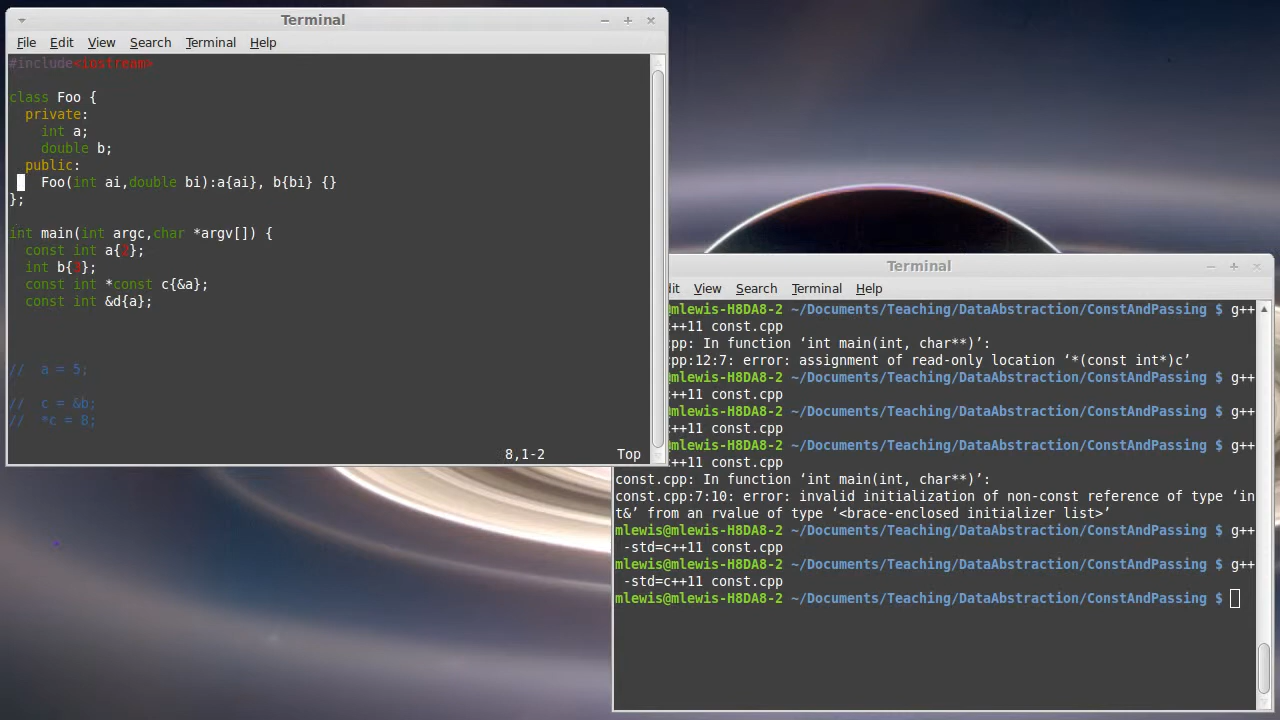 Terminal
File Edit View Search Terminal Help
#include<iostream>
class Foo {
private:
int a;
double b;
public:
Foo(int ai,double bi):a{ai}, b{bi} {}
};
int main(int argc,char *argv[]) {
const int a{2};
int b{3};
const int *const c{&a};
const int &d{a};
//  a = 5;
//  c = &b;
//  *c = 8;
8,1-2 Top
Terminal
it View Search Terminal Help
@mlewis-H8DA8-2 ~/Documents/Teaching/DataAbstraction/ConstAndPassing $ g++
++11 const.cpp
cpp: In function ‘int main(int, char**)’:
cpp:12:7: error: assignment of read-only location ‘*(const int*)c’
@mlewis-H8DA8-2 ~/Documents/Teaching/DataAbstraction/ConstAndPassing $ g++
++11 const.cpp
@mlewis-H8DA8-2 ~/Documents/Teaching/DataAbstraction/ConstAndPassing $ g++
++11 const.cpp
@mlewis-H8DA8-2 ~/Documents/Teaching/DataAbstraction/ConstAndPassing $ g++
++11 const.cpp
const.cpp: In function ‘int main(int, char**)’:
const.cpp:7:10: error: invalid initialization of non-const reference of type ‘in
t&’ from an rvalue of type ‘<brace-enclosed initializer list>’
mlewis@mlewis-H8DA8-2 ~/Documents/Teaching/DataAbstraction/ConstAndPassing $ g++
-std=c++11 const.cpp
mlewis@mlewis-H8DA8-2 ~/Documents/Teaching/DataAbstraction/ConstAndPassing $ g++
-std=c++11 const.cpp
mlewis@mlewis-H8DA8-2 ~/Documents/Teaching/DataAbstraction/ConstAndPassing $